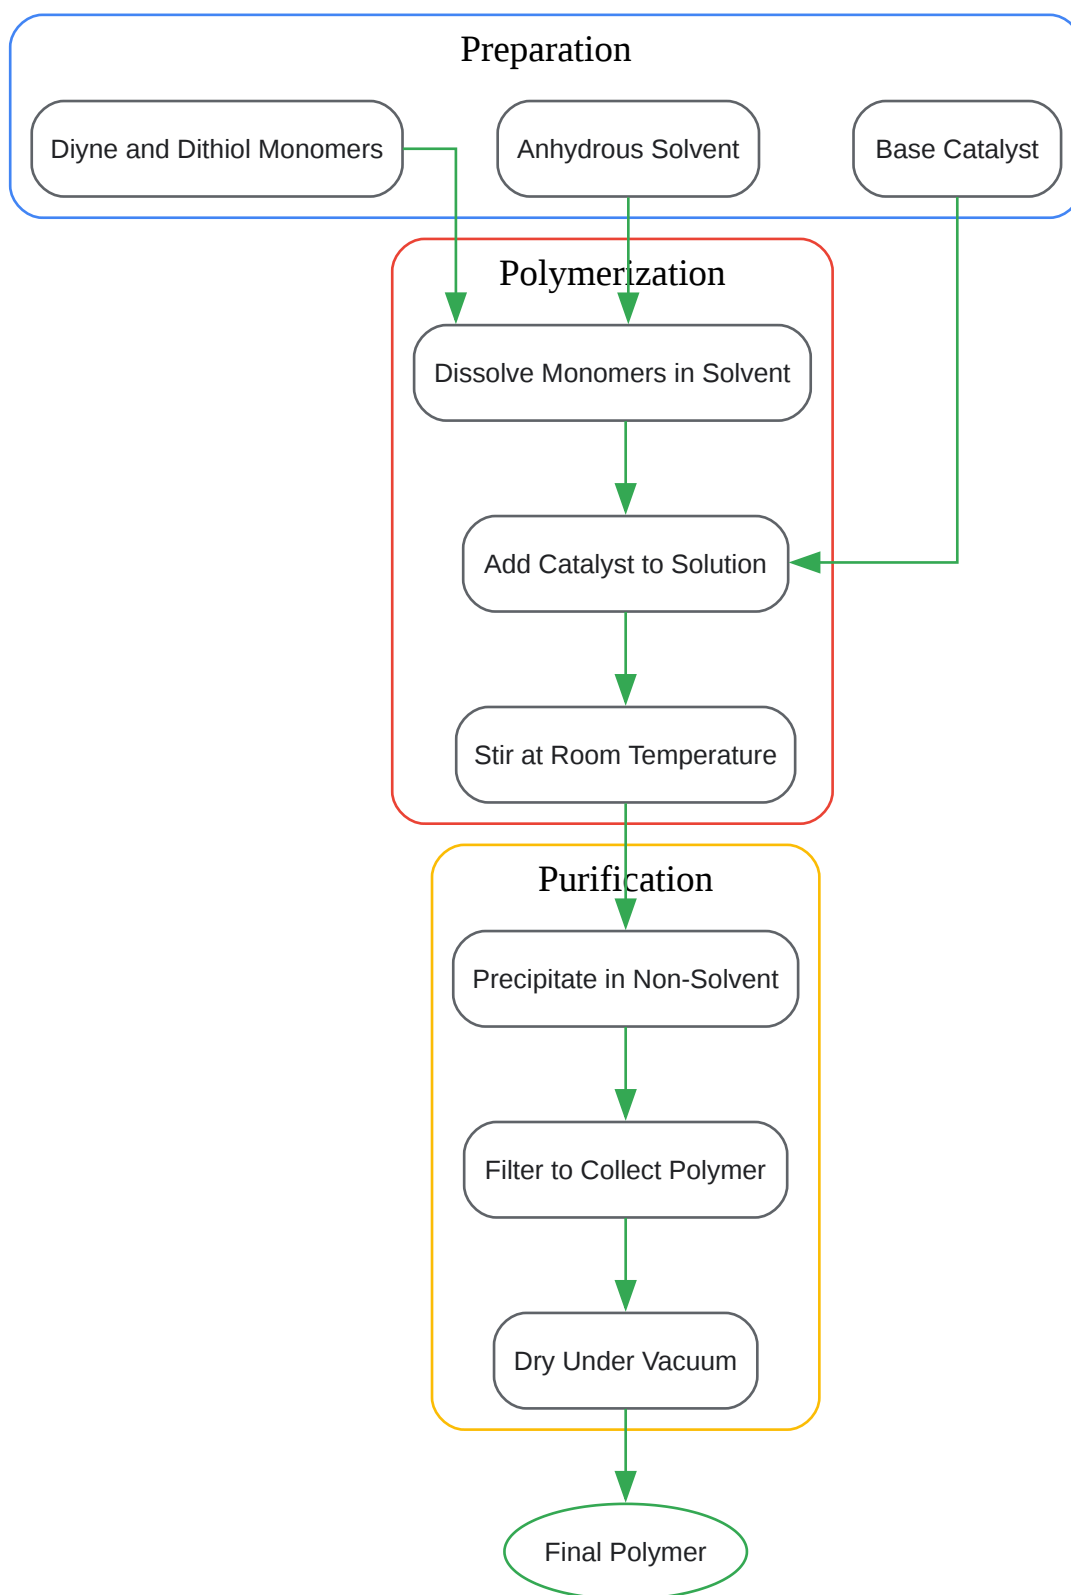 Preparation
Diyne and Dithiol Monomers
Anhydrous Solvent
Base Catalyst
Polymerization
Dissolve Monomers in Solvent
Add Catalyst to Solution
Stir at Room Temperature
Purification
Precipitate in Non-Solvent
Filter to Collect Polymer
Dry Under Vacuum
Final Polymer